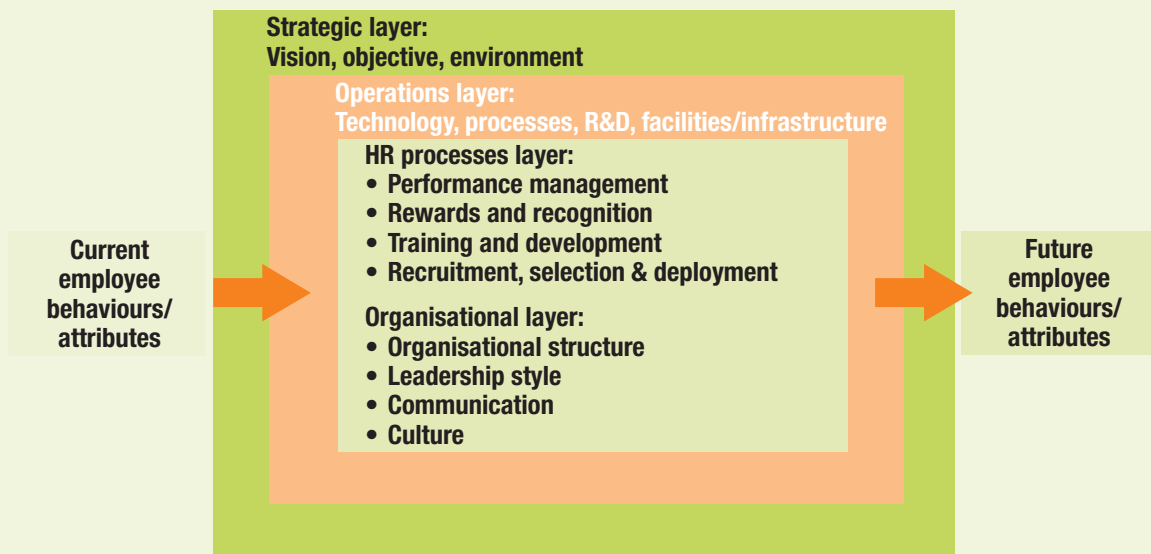 Strategic layer:
Vision, objective, environment
Operations layer:
Technology, processes, R&D, facilities/infrastructure
HR processes layer:
• Performance management
• Rewards and recognition
• Training and development
• Recruitment, selection & deployment
Organisational layer:
• Organisational structure
• Leadership style
• Communication
• Culture
Current
employee
behaviours/
attributes
Future
employee
behaviours/
attributes